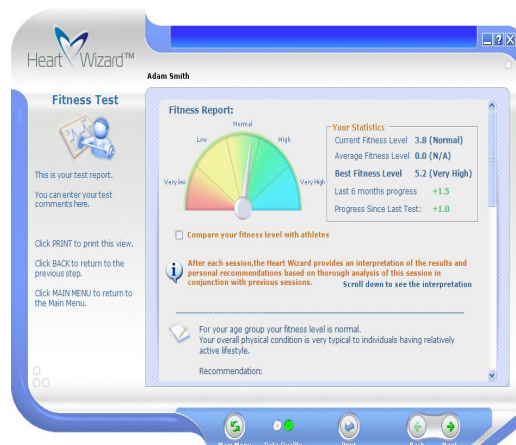 Heart Wizard™
Adam Smith
Fitness Test
This is your test report.
You can enter your test
comments here.
Click PRINT to print this view.
Click BACK to return to the
previous step.
Click MAIN MENU to return to
the Main Menu.
Fitness Report:
Very low
Low
Normal
High
Very High
Your Statistics
Current Fitness Level 3.8 (Normal)
Average Fitness Level 0.0 (N/A)
Best Fitness Level 5.2 (Very High)
Last 6 months progress +1.5
Progress Since Last Test: +1.0
Compare your fitness level with athletes
After each session,the Heart Wizard provides an interpretation of the results and
personal recommendations based on thorough analysis of this session in
conjunction with previous sessions.
Scroll down to see the interpretation
For your age group your fitness level is normal.
Your overall physical condition is very typical to individuals having relatively
active lifestyle.
Recommendation:
Main Menu
Data Quality
Print
Back
Next